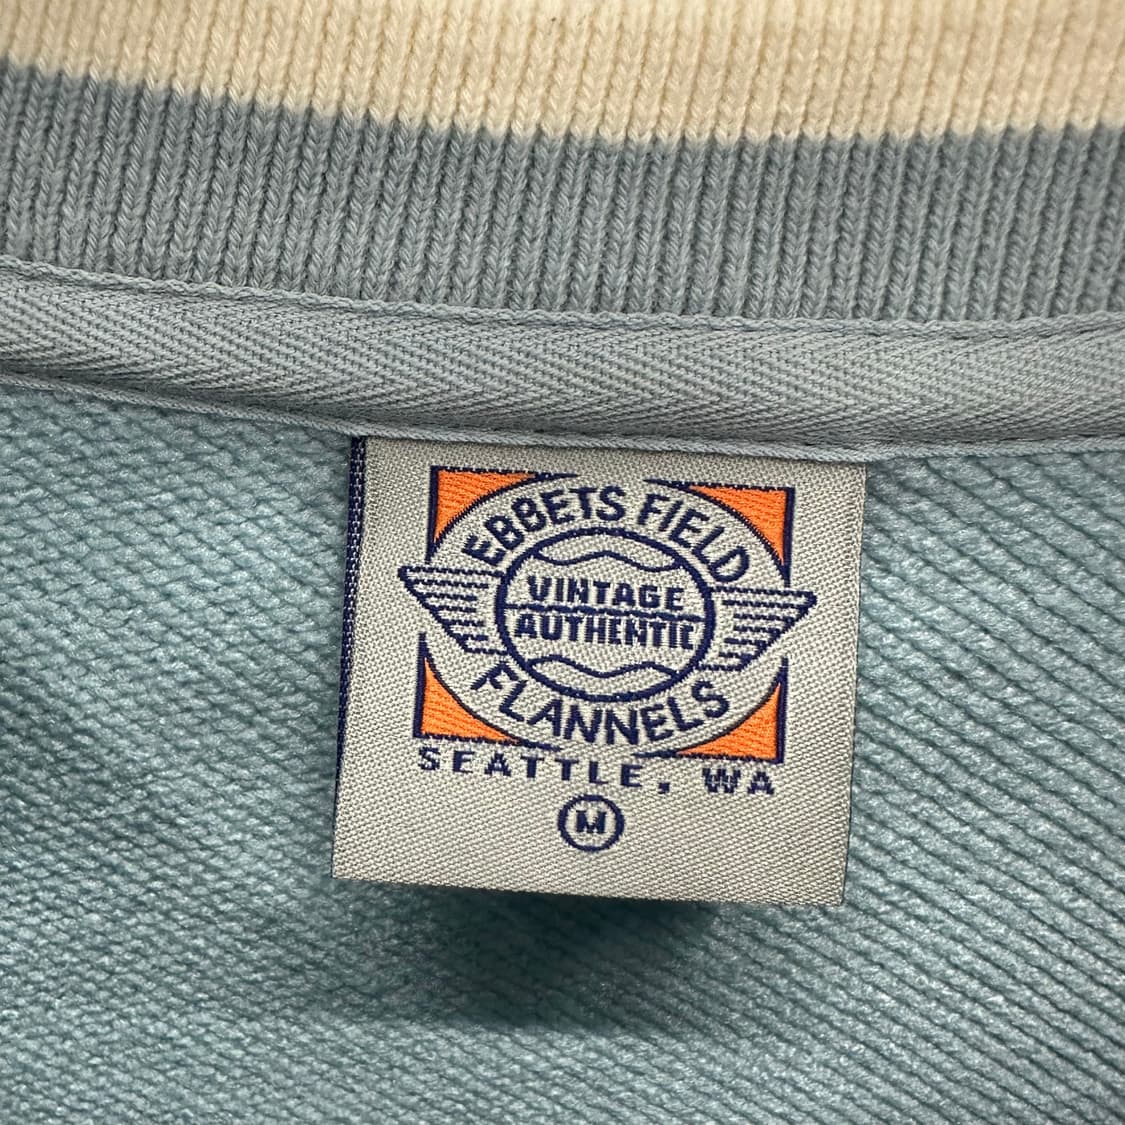 EBBETS FIELD
VINTAGE
AUTHENTIC
FLANNELS
SEATTLE, WA
M